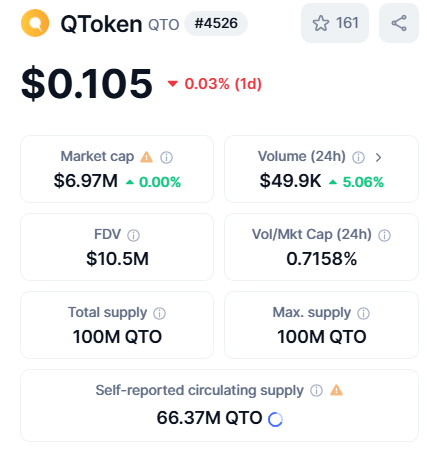 QToken QTO #4526 161
$0.105 0.03% (1d)
Market cap
$6.97M 0.00%
Volume (24h)
$49.9K 5.06%
FDV
$10.5M
Vol/Mkt Cap (24h)
0.7158%
Total supply
100M QTO
Max. supply
100M QTO
Self-reported circulating supply
66.37M QTO